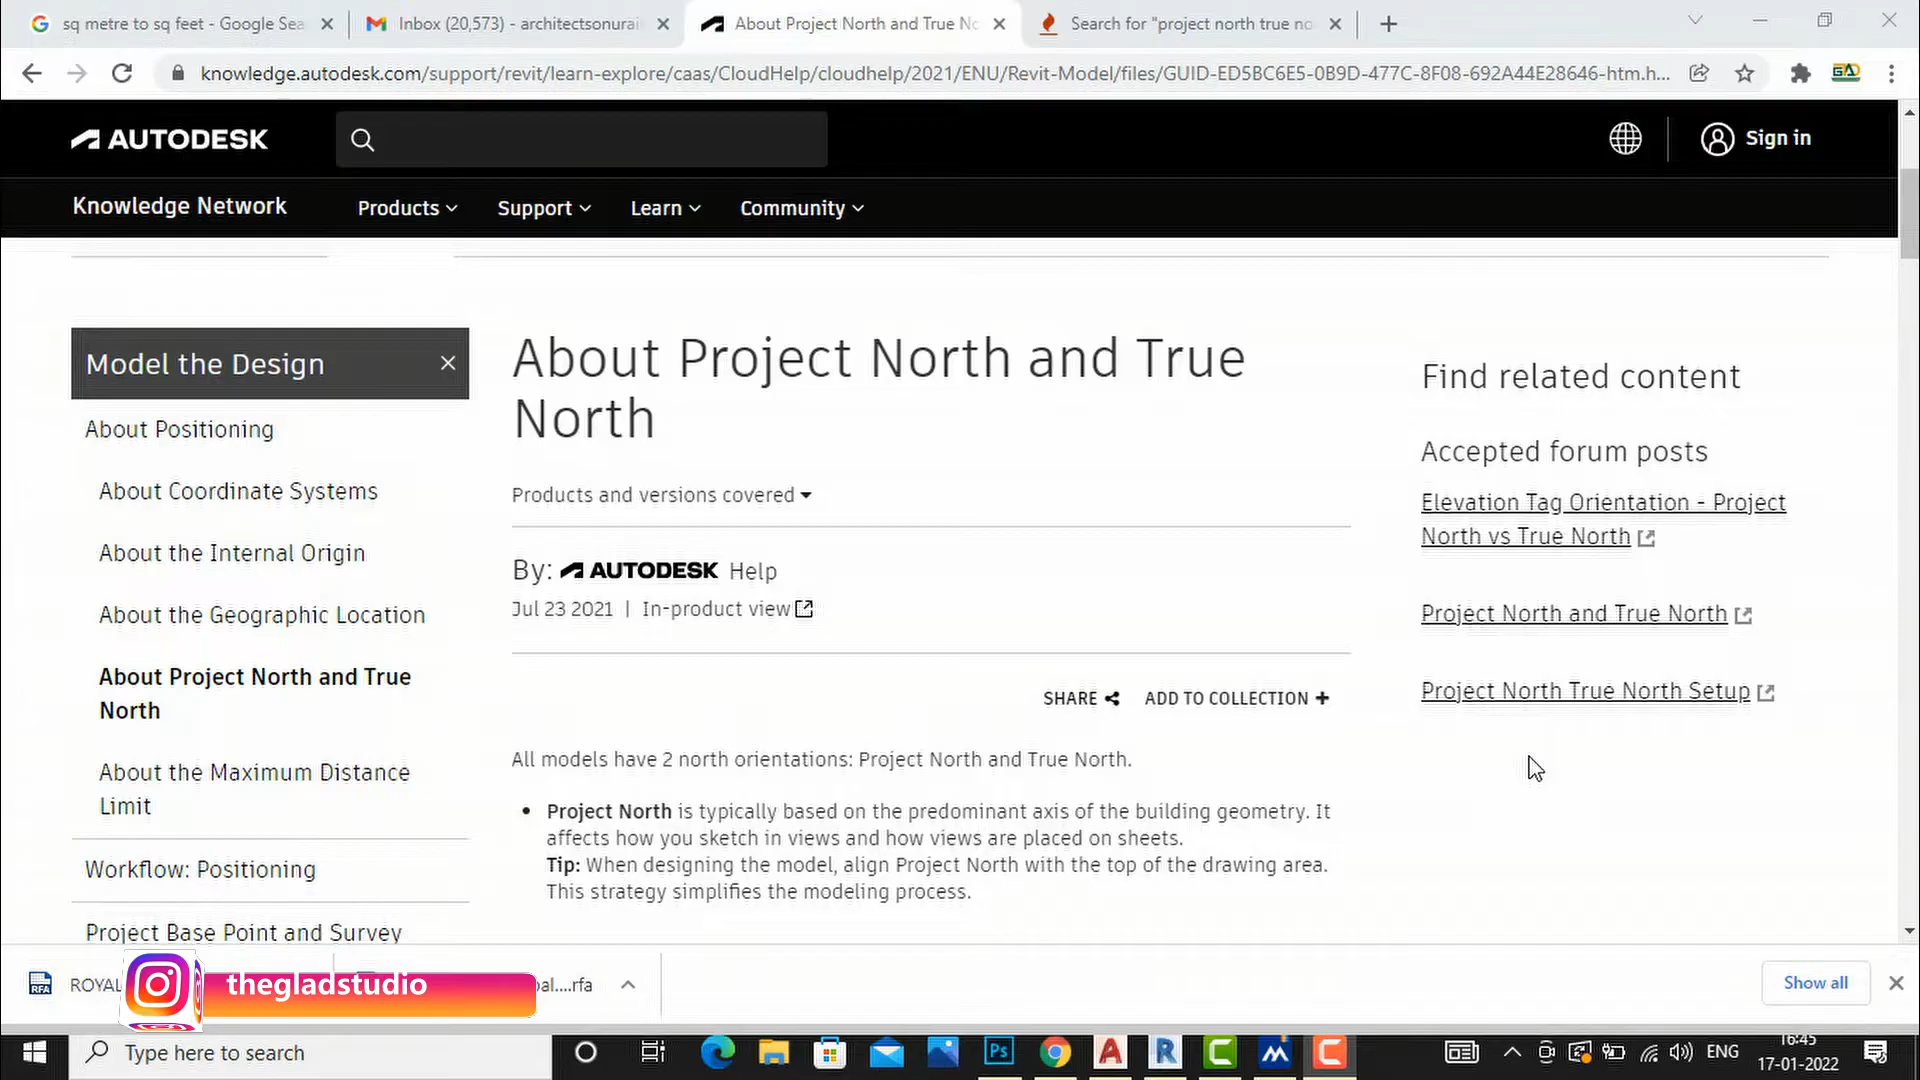 sq metre to sq feet - Google Sea
Inbox (20,573) - architectsonurai
About Project North and True No
Search for "project north true no
knowledge.autodesk.com/support/revit/learn-explore/caas/CloudHelp/cloudhelp/2021/ENU/Revit-Model/files/GUID-ED5BC6E5-0B9D-477C-8F08-692A44E28646-htm.h...
AUTODESK
Sign in
Knowledge Network
Products
Support
Learn
Community
Model the Design
About Positioning
About Coordinate Systems
About the Internal Origin
About the Geographic Location
About Project North and True
North
About the Maximum Distance
Limit
Workflow: Positioning
Project Base Point and Survey
About Project North and True
North
Products and versions covered
By: AUTODESK Help
Jul 23 2021 | In-product view
SHARE
ADD TO COLLECTION +
All models have 2 north orientations: Project North and True North.
• Project North is typically based on the predominant axis of the building geometry. It
affects how you sketch in views and how views are placed on sheets.
Tip: When designing the model, align Project North with the top of the drawing area.
This strategy simplifies the modeling process.
Find related content
Accepted forum posts
Elevation Tag Orientation - Project
North vs True North
Project North and True North
Project North True North Setup
RFA
ROYAL
thegladstudio
bal....rfa
Show all
Type here to search
Ps
ENG
16:45
17-01-2022